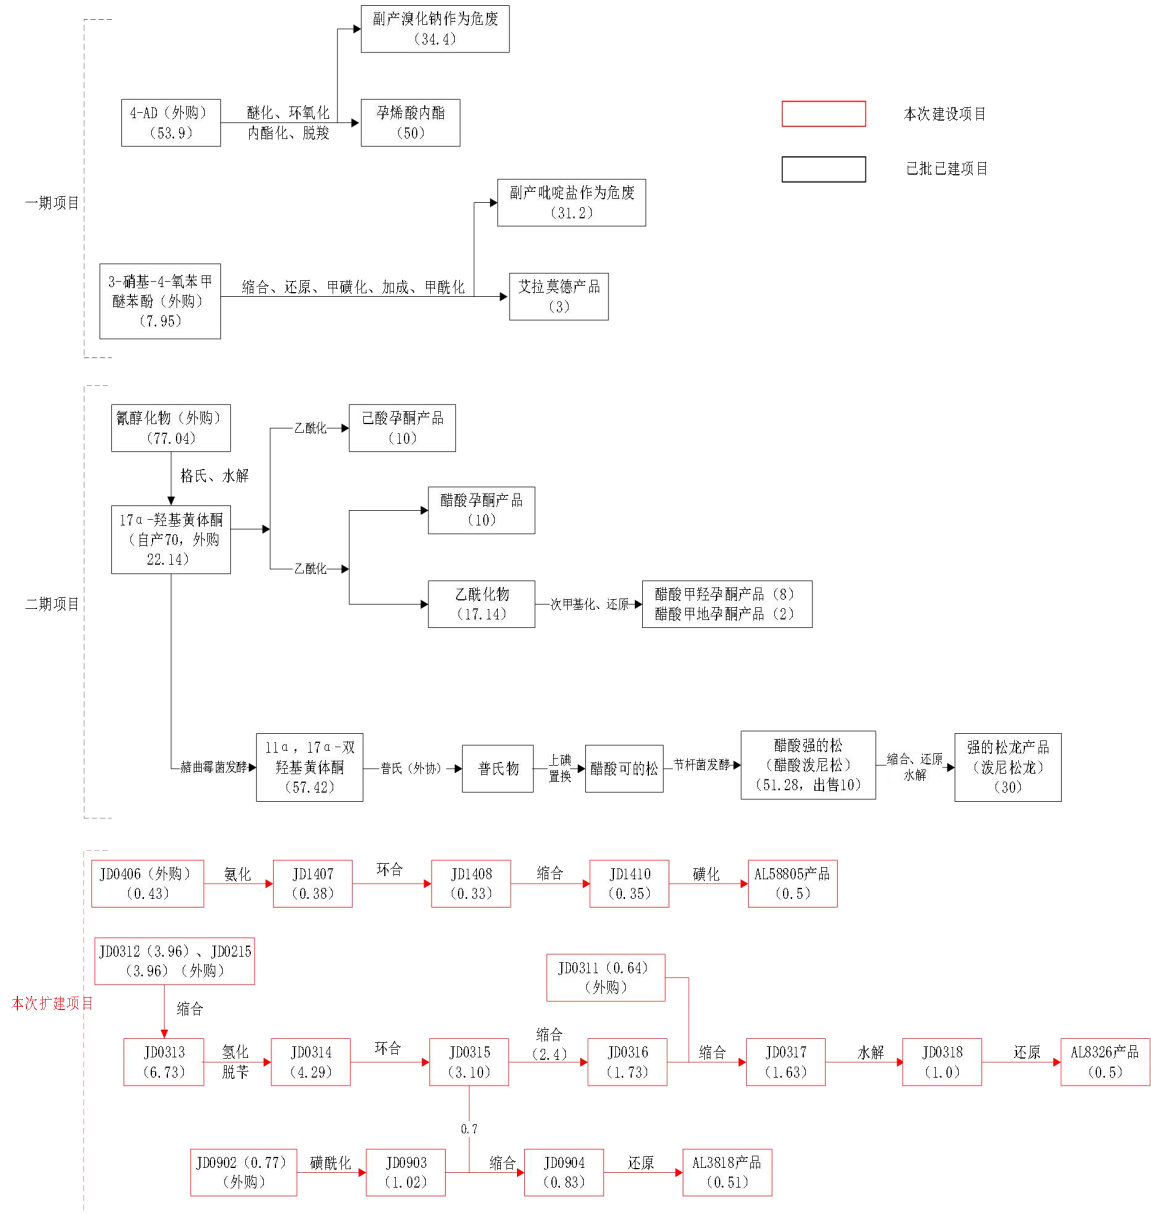 副产溴化钠作为危废
（34.4）
4-AD（外购）
（53.9）
醚化、环氧化
内酯化、脱羧
孕烯酸内酯
（50）
本次建设项目
已批已建项目
一期项目
副产吡啶盐作为危废
（31.2）
3-硝基-4-氧苯甲
醚苯酚（外购）
（7.95）
缩合、还原、甲磺化、加成、甲酰化
艾拉莫德产品
（3）
二期项目
氰醇化物（外购）
（77.04）
格氏、水解
17α-羟基黄体酮
（自产70，外购
22.14）
乙酰化
己酸孕酮产品
（10）
乙酰化
醋酸孕酮产品
（10）
乙酰化物
（17.14）
次甲基化、还原
醋酸甲羟孕酮产品（8）
醋酸甲地孕酮产品（2）
赭曲霉菌发酵
11α，17α-双
羟基黄体酮
（57.42）
普氏（外协）
普氏物
上碘
置换
醋酸可的松
节杆菌发酵
醋酸强的松
（醋酸泼尼松）
（51.28，出售10）
缩合、还原
水解
强的松龙产品
（泼尼松龙）
（30）
本次扩建项目
JD0406（外购）
（0.43）
氨化
JD1407
（0.38）
环合
JD1408
（0.33）
缩合
JD1410
（0.35）
磺化
AL58805产品
（0.5）
JD0312（3.96）、JD0215
（3.96）（外购）
缩合
JD0311（0.64）
（外购）
JD0313
（6.73）
氢化
脱苄
JD0314
（4.29）
环合
JD0315
（3.10）
缩合
（2.4）
JD0316
（1.73）
缩合
JD0317
（1.63）
水解
JD0318
（1.0）
还原
AL8326产品
（0.5）
0.7
JD0902（0.77）
（外购）
磺酰化
JD0903
（1.02）
缩合
JD0904
（0.83）
还原
AL3818产品
（0.51）